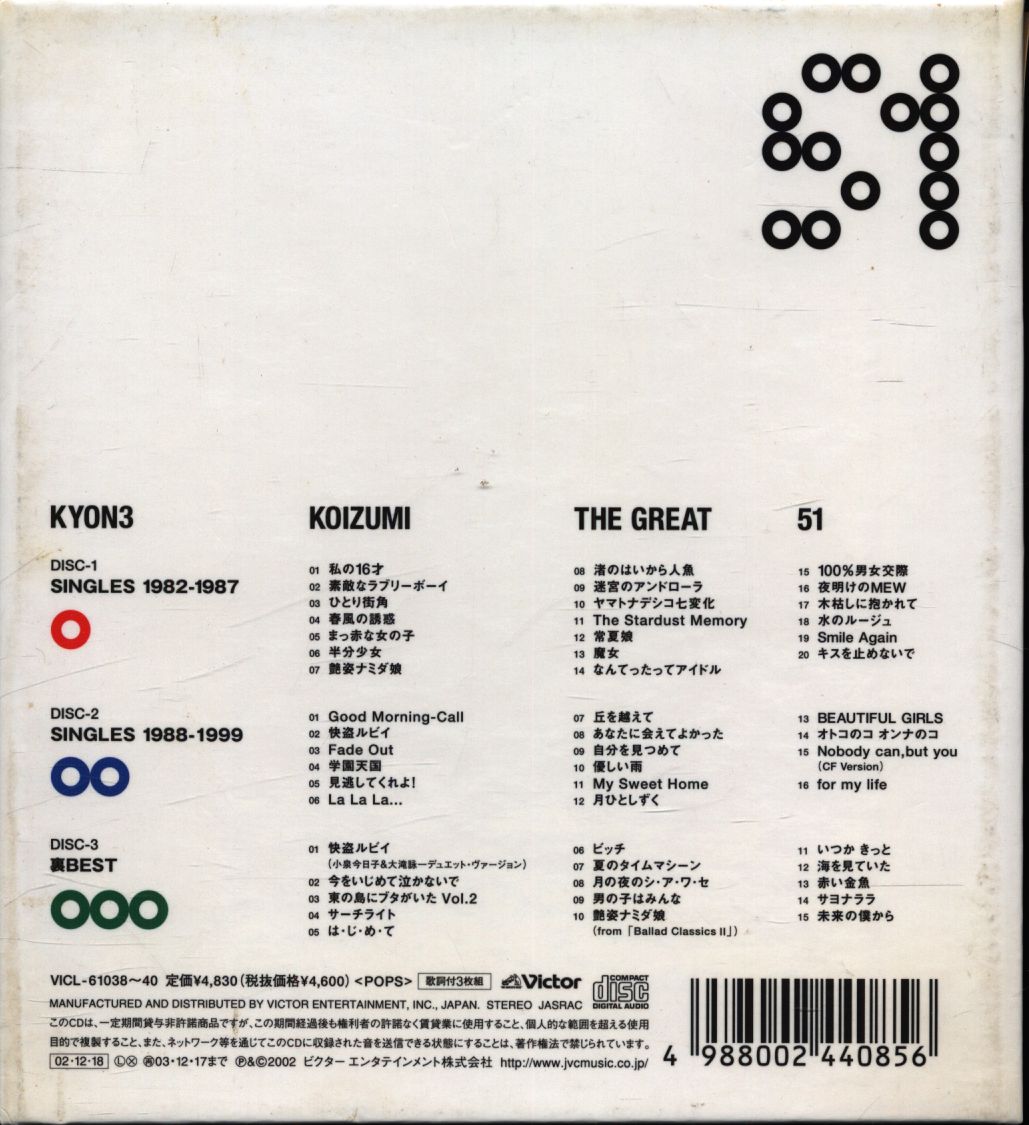 51
KYON3
KOIZUMI
THE GREAT
51
DISC-1
SINGLES 1982-1987
01 私の16才
02 素敵なラブリーボーイ
03 ひとり街角
04 春風の誘惑
05 まっ赤な女の子
06 半分少女
07 艶姿ナミダ娘
08 渚のはいから人魚
09 迷宮のアンドローラ
10 ヤマトナデシコ七変化
11 The Stardust Memory
12 常夏娘
13 魔女
14 なんてったってアイドル
15 100%男女交際
16 夜明けのMEW
17 木枯しに抱かれて
18 水のルージュ
19 Smile Again
20 キスを止めないで
DISC-2
SINGLES 1988-1999
01 Good Morning-Call
02 快盗ルビイ
03 Fade Out
04 学園天国
05 見逃してくれよ!
06 La La La...
07 丘を越えて
08 あなたに会えてよかった
09 自分を見つめて
10 優しい雨
11 My Sweet Home
12 月ひとしずく
13 BEAUTIFUL GIRLS
14 オトコのコ オンナのコ
15 Nobody can,but you
(CF Version)
16 for my life
DISC-3
裏BEST
01 快盗ルビイ
(小泉今日子&大滝詠一デュエット・ヴァージョン)
02 今をいじめて泣かないで
03 東の島にブタがいた Vol.2
04 サーチライト
05 は・じ・め・て
06 ビッチ
07 夏のタイムマシーン
08 月の夜のシ・ア・ワ・セ
09 男の子はみんな
10 艶姿ナミダ娘
(from「Ballad Classics II」)
11 いつか きっと
12 海を見ていた
13 赤い金魚
14 サヨナララ
15 未来の僕から
VICL-61038～40 定価¥4,830(税抜価格¥4,600) <POPS> 歌詞付3枚組 Victor COMPACT disc DIGITAL AUDIO
MANUFACTURED AND DISTRIBUTED BY VICTOR ENTERTAINMENT, INC., JAPAN. STEREO JASRAC
このCDは、一定期間貸与非許諾商品ですが、この期間経過後も権利者の許諾なく賃貸業に使用すること、個人的な範囲を超える使用
目的で複製すること、また、ネットワーク等を通じてこのCDに収録された音を送信できる状態にすることは、著作権法で禁じられています。
02・12・18 Ⓛⓧ ㊢03・12・17まで Ⓟ&©2002 ビクター エンタテインメント株式会社 http://www.jvcmusic.co.jp/
4 988002 440856